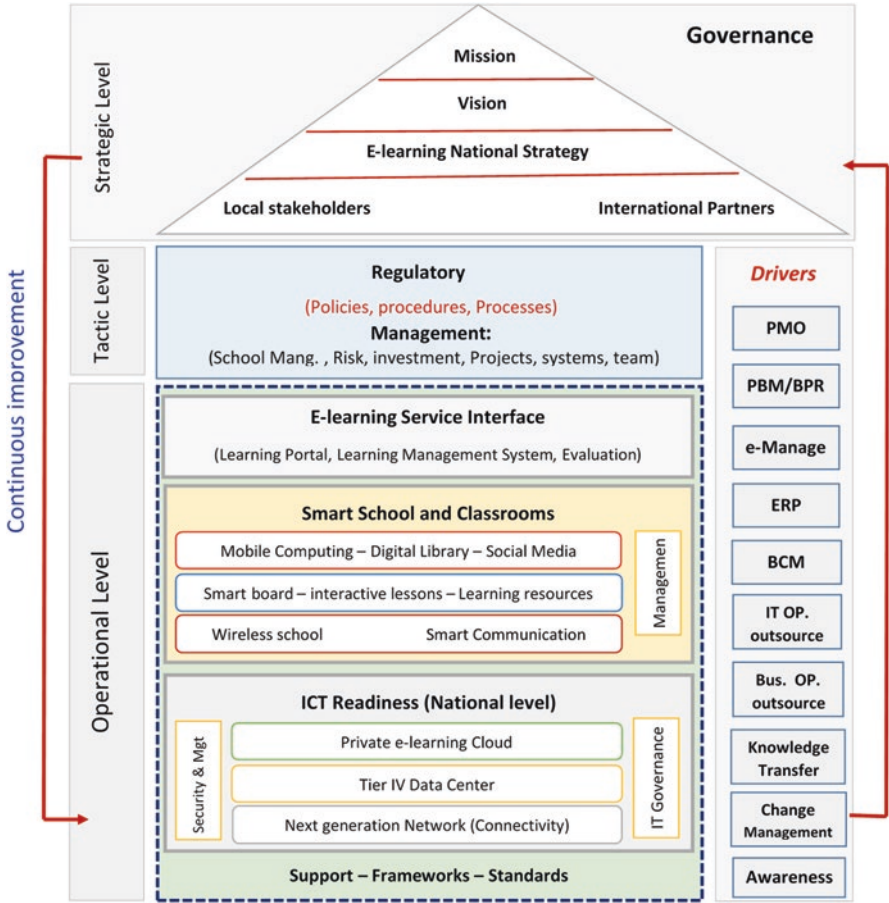 Governance
Strategic Level
Mission
Vision
E-learning National Strategy
Local stakeholders
International Partners
Continuous improvement
Tactic Level
Regulatory
(Policies, procedures, Processes)
Management:
(School Mang. , Risk, investment, Projects, systems, team)
Operational Level
E-learning Service Interface
(Learning Portal, Learning Management System, Evaluation)
Smart School and Classrooms
Mobile Computing – Digital Library – Social Media
Smart board – interactive lessons – Learning resources
Wireless school Smart Communication
Managemen
ICT Readiness (National level)
Security & Mgt
Private e-learning Cloud
Tier IV Data Center
Next generation Network (Connectivity)
IT Governance
Support – Frameworks – Standards
Drivers
PMO
PBM/BPR
e-Manage
ERP
BCM
IT OP.
outsource
Bus. OP.
outsource
Knowledge
Transfer
Change
Management
Awareness